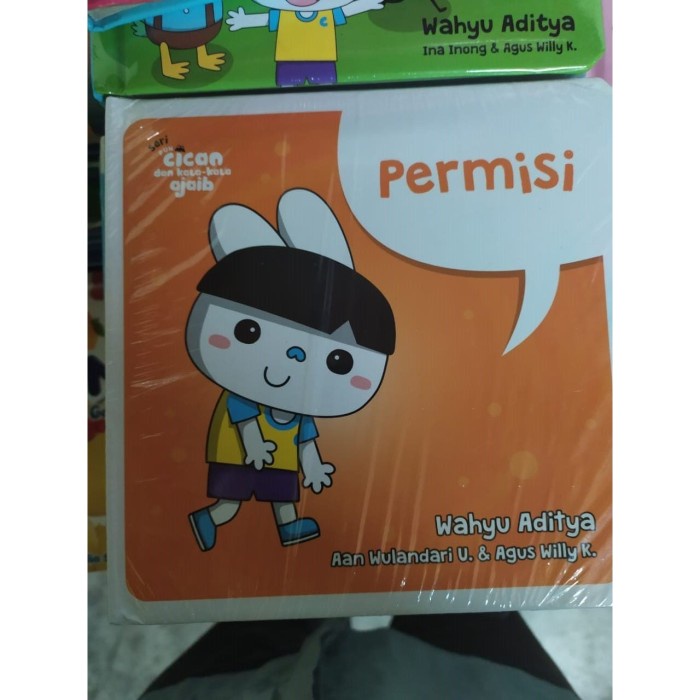 Wahyu Aditya
Ina Inong & Agus Willy K.
Seri
Cican
dan kata-kata
ajaib
Permisi
Wahyu Aditya
Aan Wulandari U. & Agus Willy K.